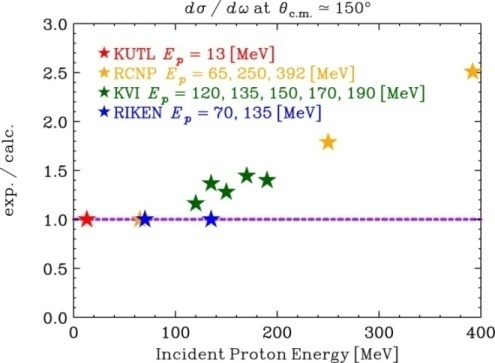 dσ / dω at θc.m. ≃ 150°
3.0
★ KUTL Ep = 13 [MeV]
★ RCNP Ep = 65, 250, 392 [MeV]
2.5
★ KVI Ep = 120, 135, 150, 170, 190 [MeV]
★ RIKEN Ep = 70, 135 [MeV]
2.0
exp. / calc.
1.5
1.0
0.5
0.0
0 100 200 300 400
Incident Proton Energy [MeV]